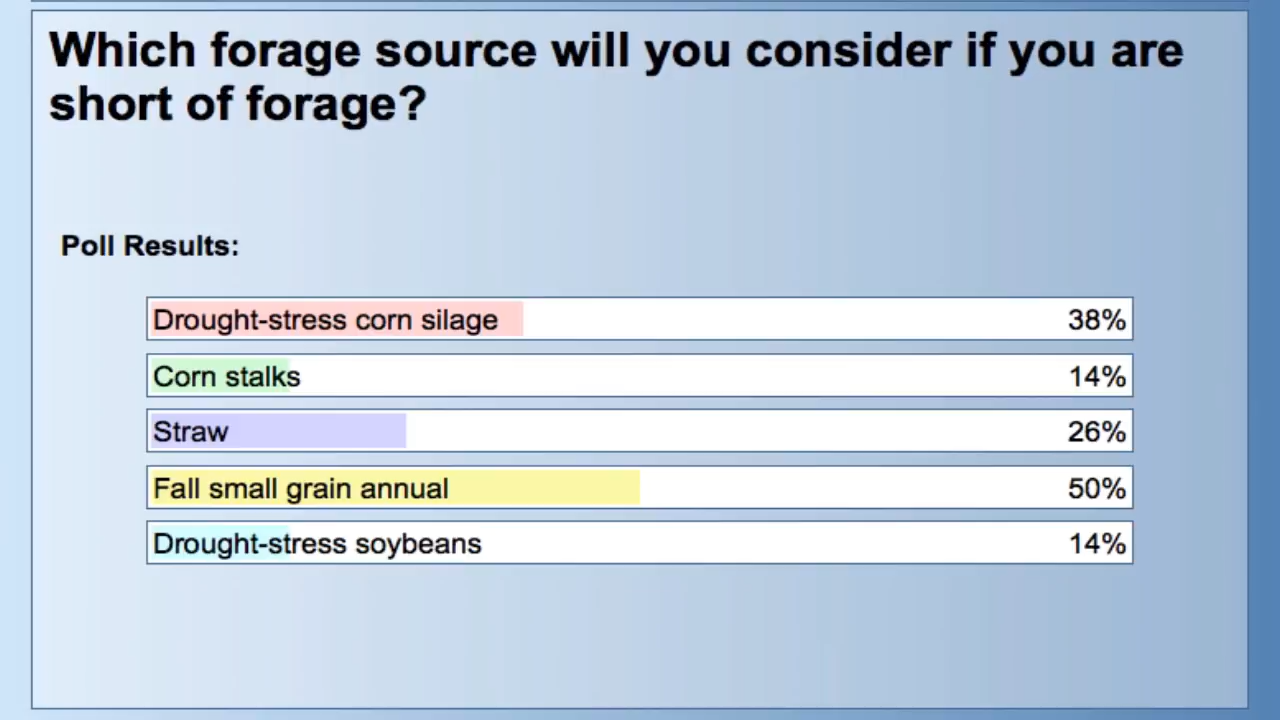 Which forage source will you consider if you are
short of forage?
Poll Results:
Drought-stress corn silage 38%
Corn stalks 14%
Straw 26%
Fall small grain annual 50%
Drought-stress soybeans 14%